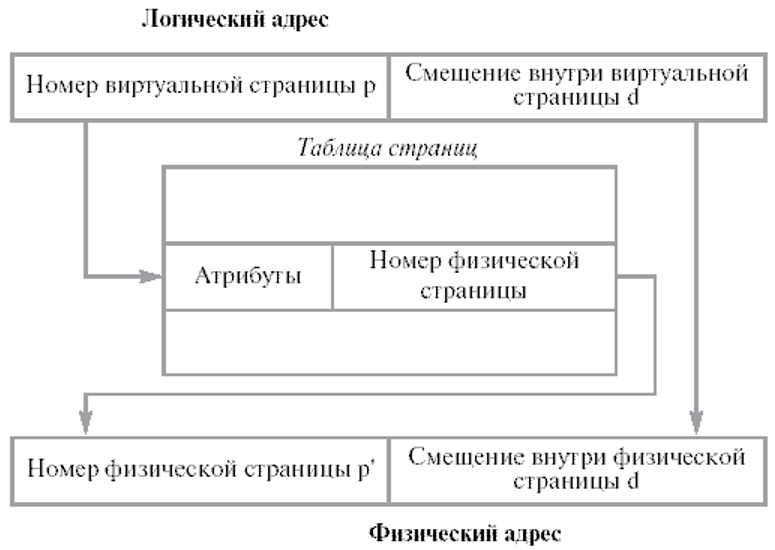 Логический адрес
Номер виртуальной страницы p
Смещение внутри виртуальной
страницы d
Таблица страниц
Атрибуты
Номер физической
страницы
Номер физической страницы p'
Смещение внутри физической
страницы d
Физический адрес